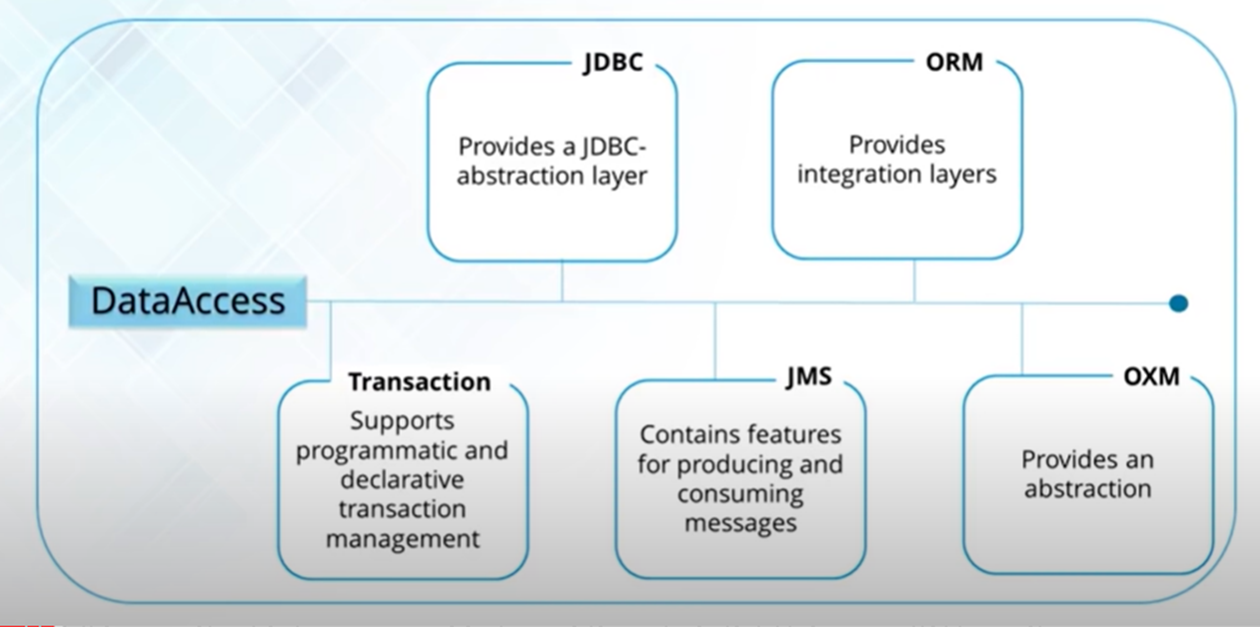 JDBC
Provides a JDBC-
abstraction layer
ORM
Provides
integration layers
DataAccess
Transaction
Supports
programmatic and
declarative
transaction
management
JMS
Contains features
for producing and
consuming
messages
OXM
Provides an
abstraction